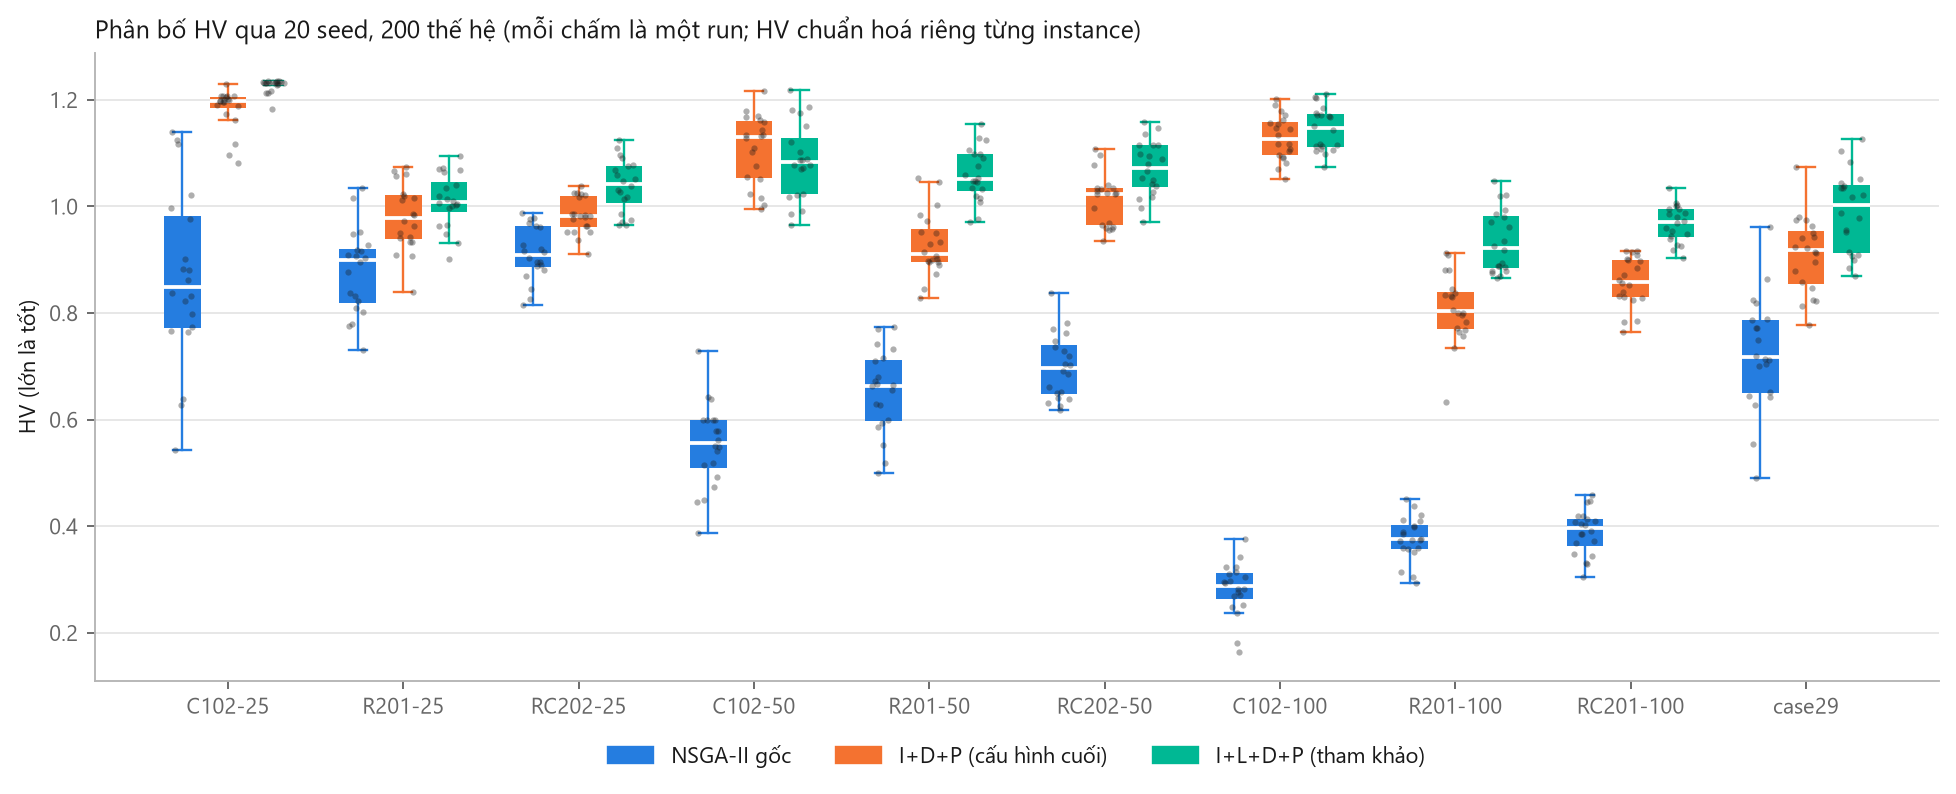 Phân bố HV qua 20 seed, 200 thế hệ (mỗi chấm là một run; HV chuẩn hoá riêng từng instance)
HV (lớn là tốt)
1.2
1.0
0.8
0.6
0.4
0.2
C102-25 R201-25 RC202-25 C102-50 R201-50 RC202-50 C102-100 R201-100 RC201-100 case29
NSGA-II gốc I+D+P (cấu hình cuối) I+L+D+P (tham khảo)